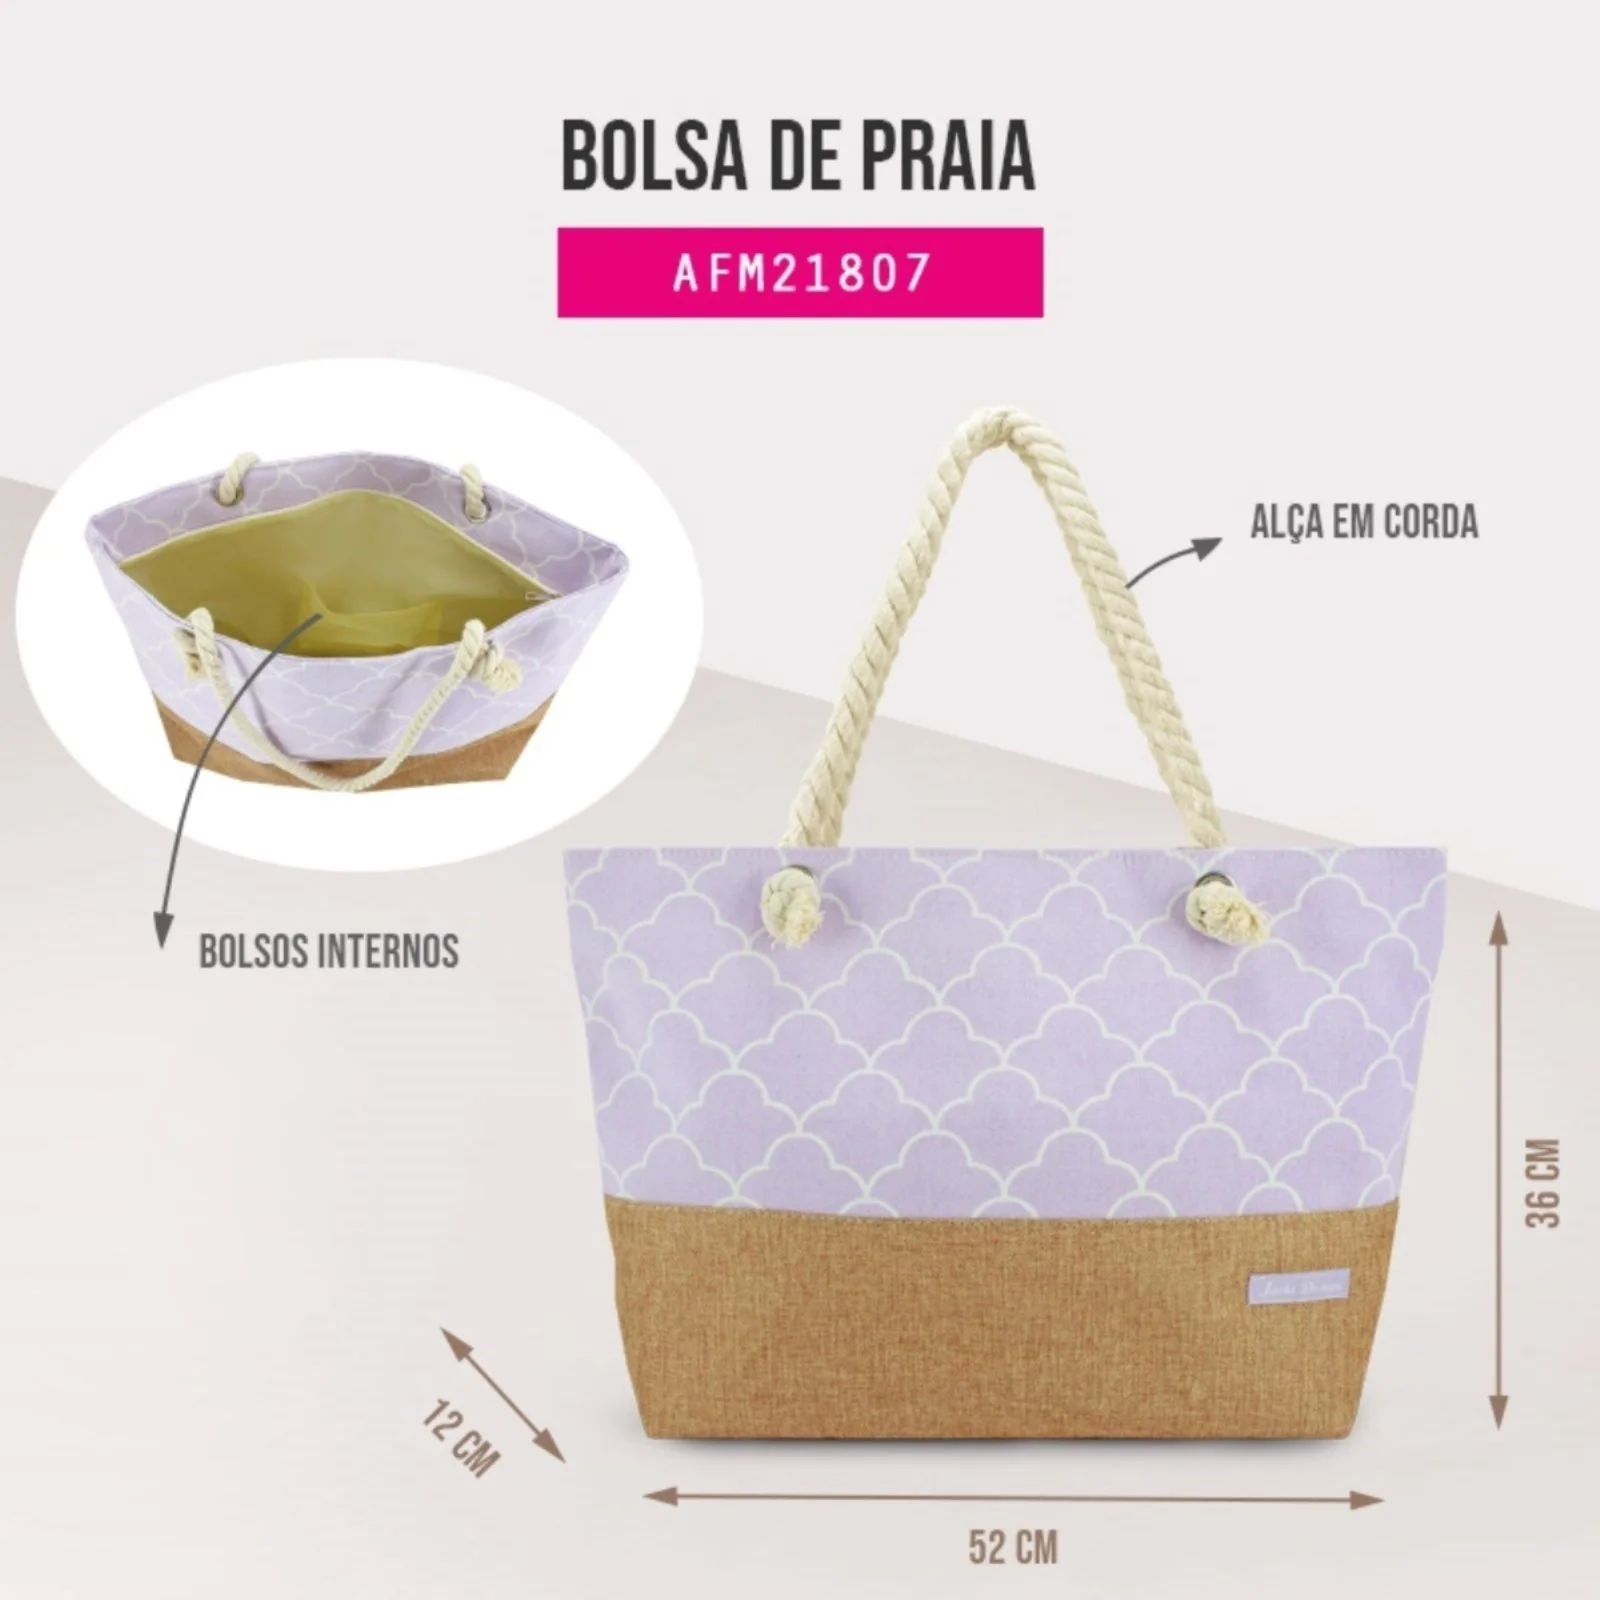 BOLSA DE PRAIA
AFM21807
ALÇA EM CORDA
BOLSOS INTERNOS
36 CM
12 CM
52 CM